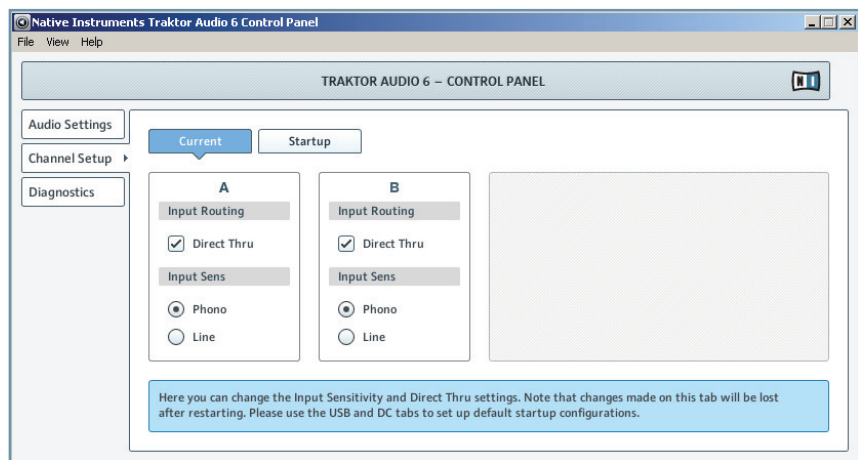 Native Instruments Traktor Audio 6 Control Panel
File View Help
TRAKTOR AUDIO 6 – CONTROL PANEL
NI
Audio Settings
Channel Setup
Diagnostics
Current Startup
A
Input Routing
Direct Thru
Input Sens
Phono
Line
B
Input Routing
Direct Thru
Input Sens
Phono
Line
Here you can change the Input Sensitivity and Direct Thru settings. Note that changes made on this tab will be lost
after restarting. Please use the USB and DC tabs to set up default startup configurations.